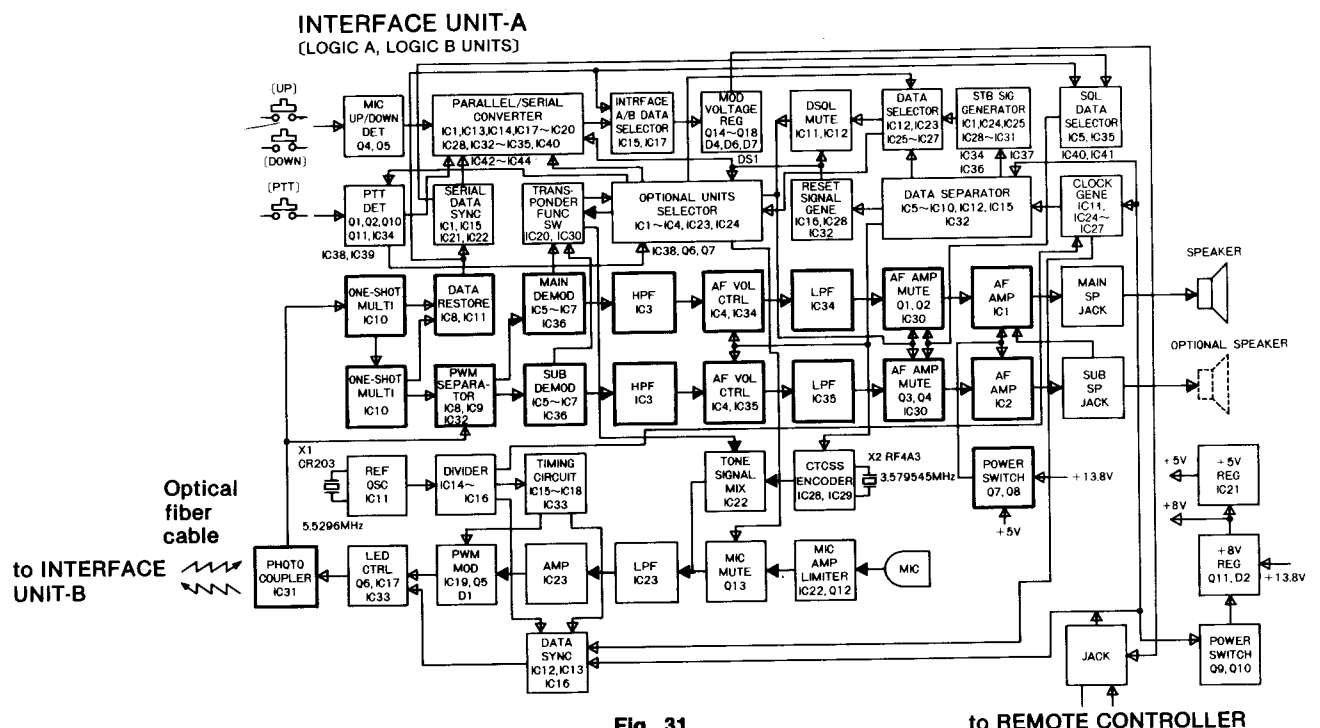 INTERFACE UNIT-A
(LOGIC A, LOGIC B UNITS)
(UP)
(DOWN)
(PTT)
MIC
UP/DOWN
DET
Q4, Q5
PARALLEL/SERIAL
CONVERTER
IC1,IC13,IC14,IC17~IC20
IC28, IC32~IC35, IC40
IC42~IC44
INTRFACE
A/B DATA
SELECTOR
IC15, IC17
MOD
VOLTAGE
REG
Q14~Q18
D4, D6, D7
DS1
DSQL
MUTE
IC11, IC12
DATA
SELECTOR
IC12,IC23
IC25~IC27
STB SIG
GENERATOR
IC1,IC24,IC25
IC28~IC31
IC34
IC36
IC37
SQL
DATA
SELECTOR
IC5, IC35
IC40, IC41
PTT
DET
Q1,Q2,Q10
Q11, IC34
IC38, IC39
SERIAL
DATA
SYNC
IC1, IC15
IC21, IC22
TRANS-
PONDER
FUNC
SW
IC20, IC30
OPTIONAL UNITS
SELECTOR
IC1~IC4, IC23, IC24
IC38, Q6, Q7
RESET
SIGNAL
GENE
IC16, IC28
IC32
DATA SEPARATOR
IC5~IC10, IC12, IC15
IC32
CLOCK
GENE
IC11,
IC24~
IC27
ONE-SHOT
MULTI
IC10
DATA
RESTORE
IC8, IC11
MAIN
DEMOD
IC5~IC7
IC36
HPF
IC3
AF VOL
CTRL
IC4, IC34
LPF
IC34
AF AMP
MUTE
Q1, Q2
IC30
AF
AMP
IC1
MAIN
SP
JACK
SPEAKER
ONE-SHOT
MULTI
IC10
PWM
SEPARA-
TOR
IC8, IC9
IC32
SUB
DEMOD
IC5~IC7
IC36
HPF
IC3
AF VOL
CTRL
IC4, IC35
LPF
IC35
AF AMP
MUTE
Q3, Q4
IC30
AF
AMP
IC2
SUB
SP
JACK
OPTIONAL SPEAKER
X1
CR203
5.5296MHz
REF
OSC
IC11
DIVIDER
IC14~
IC16
TIMING
CIRCUIT
IC15~IC18
IC33
TONE
SIGNAL
MIX
IC22
CTCSS
ENCODER
IC28, IC29
X2 RF4A3
3.579545MHz
POWER
SWITCH
Q7, Q8
+13.8V
+5V
+5V
+5V
REG
IC21
+8V
+8V
REG
Q11, D2
+13.8V
Optical
fiber
cable
to INTERFACE
UNIT-B
PHOTO
COUPLER
IC31
LED
CTRL
Q6, IC17
IC33
PWM
MOD
IC19, Q5
D1
AMP
IC23
LPF
IC23
MIC
MUTE
Q13
MIC
AMP
LIMITER
IC22, Q12
MIC
DATA
SYNC
IC12, IC13
IC16
JACK
POWER
SWITCH
Q9, Q10
to REMOTE CONTROLLER
Fig. 31